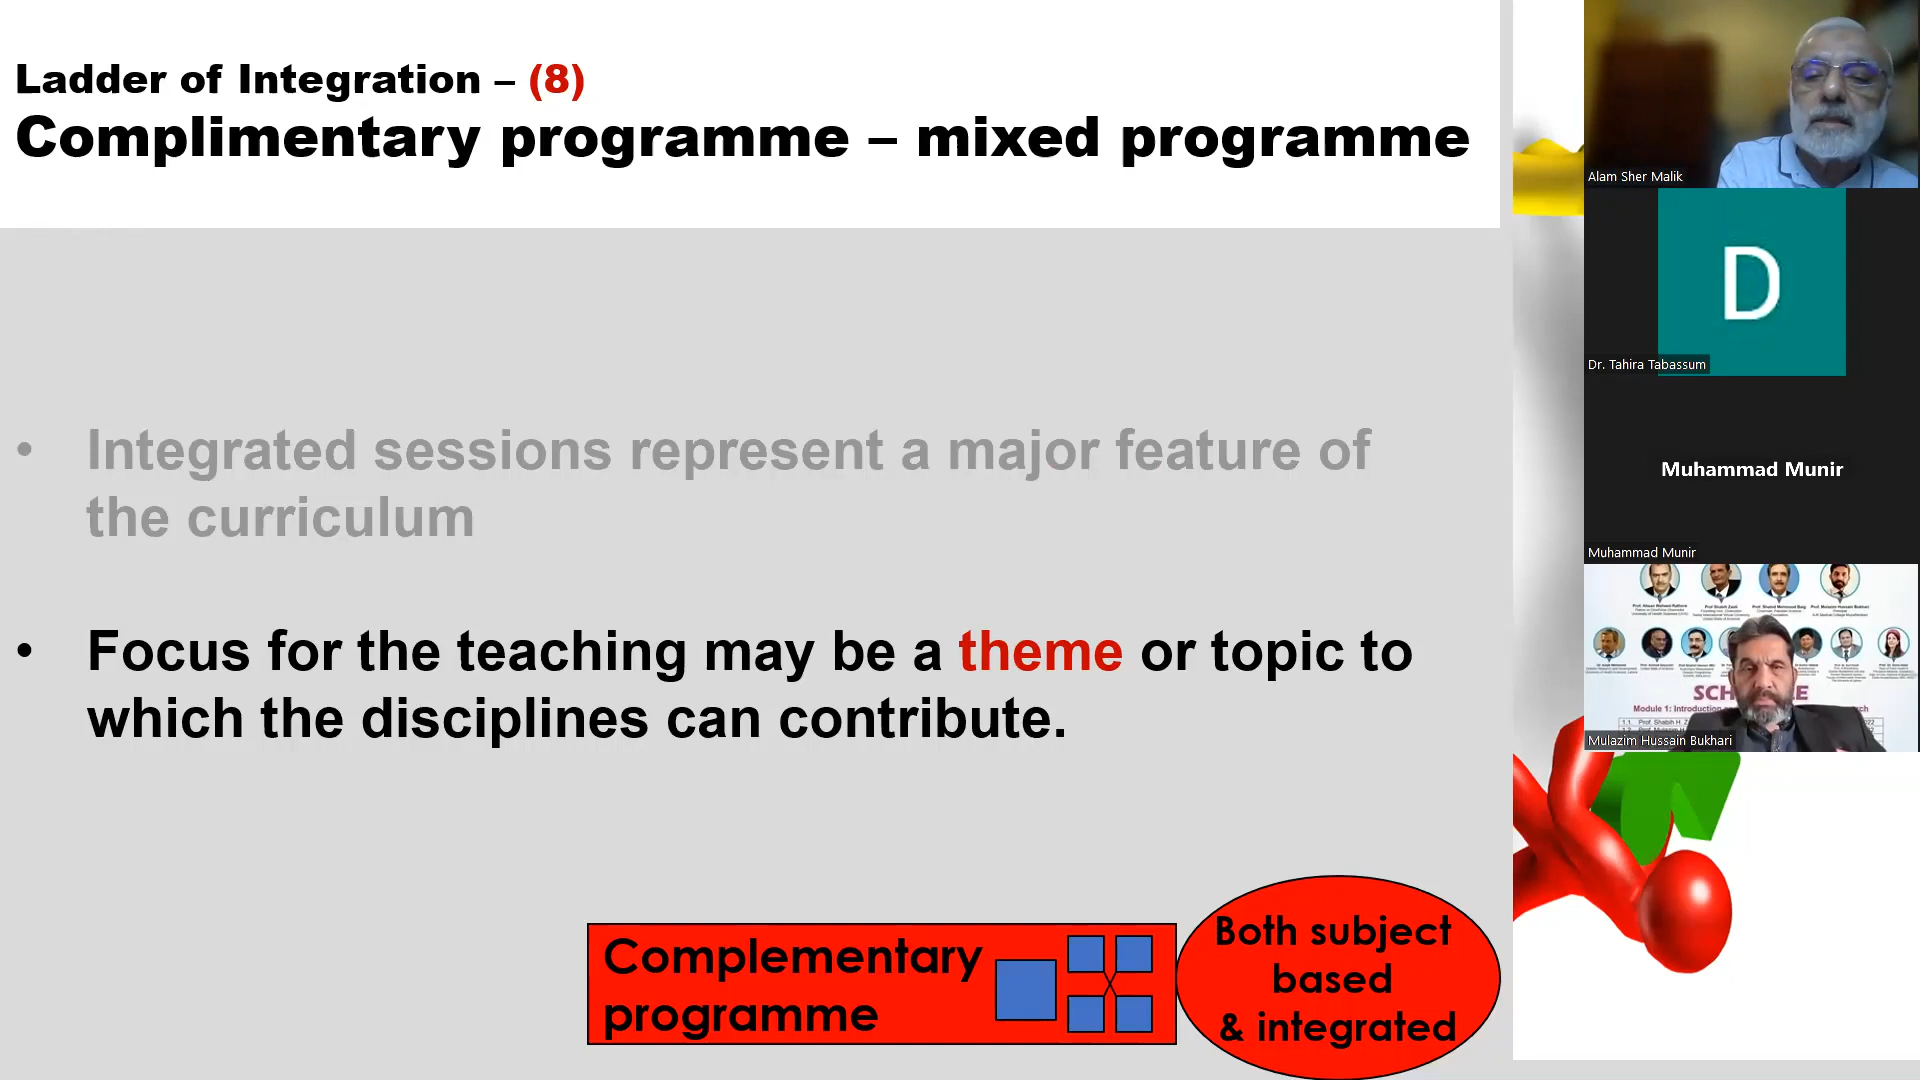 Ladder of Integration – (8)
Complimentary programme – mixed programme
• Integrated sessions represent a major feature of
the curriculum
• Focus for the teaching may be a theme or topic to
which the disciplines can contribute.
Complementary
programme
Both subject
based
& integrated
Alam Sher Malik
D
Dr. Tahira Tabassum
Muhammad Munir
Muhammad Munir
Module 1: Introduction
Mulazim Hussain Bukhari